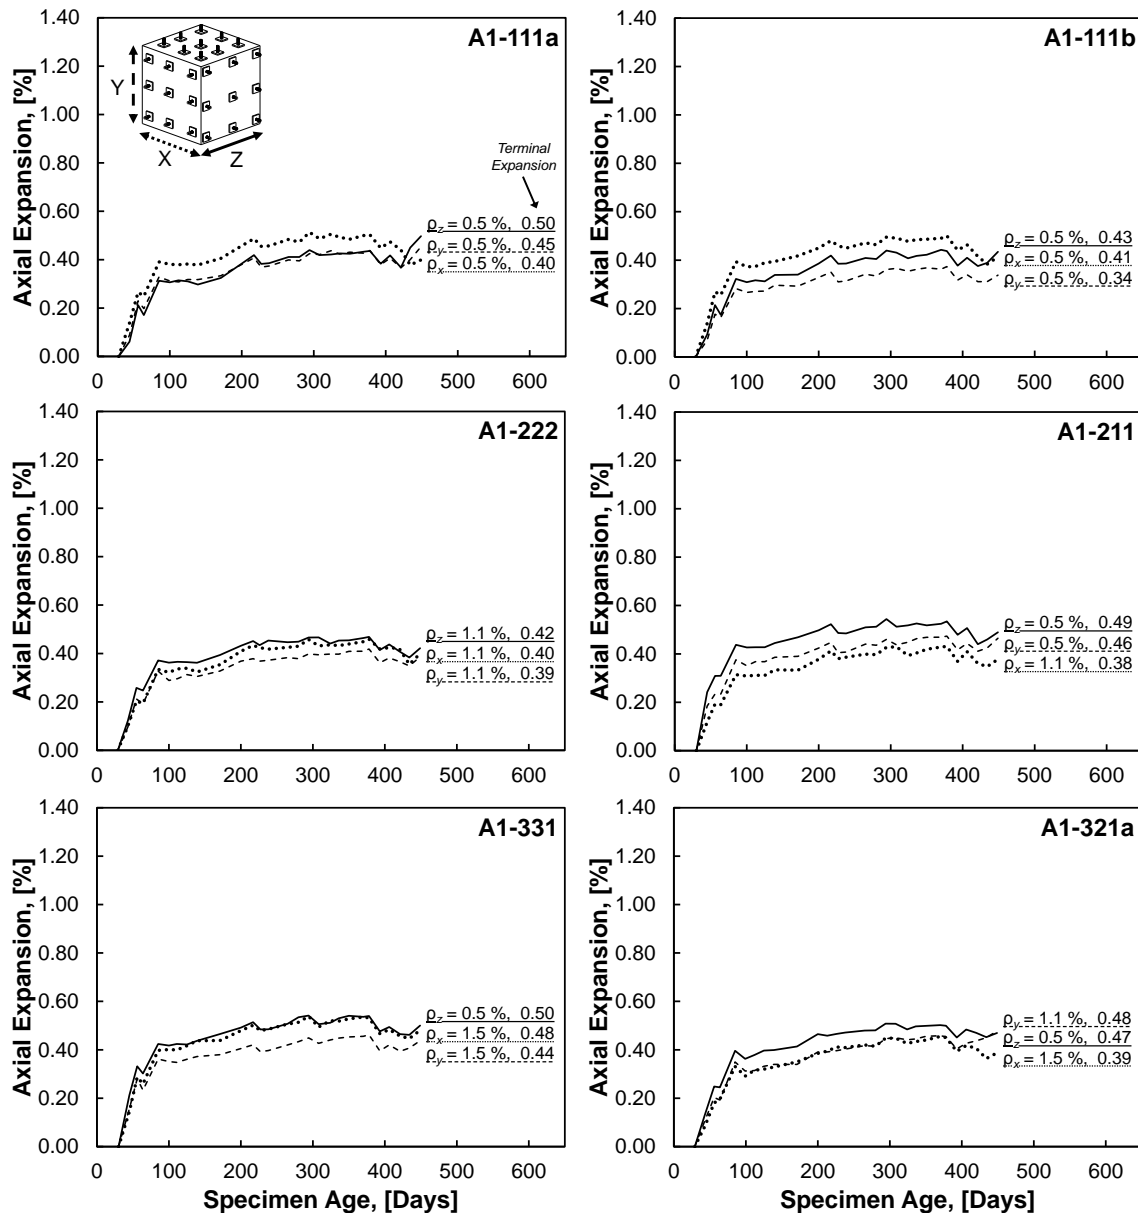 A1-111a
Axial Expansion, [%]
1.40
1.20
1.00
0.80
0.60
0.40
0.20
0.00
Y
X
Z
Terminal
Expansion
ρz = 0.5 %, 0.50
ρy = 0.5 %, 0.45
ρx = 0.5 %, 0.40
0 100 200 300 400 500 600
A1-111b
Axial Expansion, [%]
1.40
1.20
1.00
0.80
0.60
0.40
0.20
0.00
ρz = 0.5 %, 0.43
ρx = 0.5 %, 0.41
ρy = 0.5 %, 0.34
0 100 200 300 400 500 600
A1-222
Axial Expansion, [%]
1.40
1.20
1.00
0.80
0.60
0.40
0.20
0.00
ρz = 1.1 %, 0.42
ρx = 1.1 %, 0.40
ρy = 1.1 %, 0.39
0 100 200 300 400 500 600
A1-211
Axial Expansion, [%]
1.40
1.20
1.00
0.80
0.60
0.40
0.20
0.00
ρz = 0.5 %, 0.49
ρy = 0.5 %, 0.46
ρx = 1.1 %, 0.38
0 100 200 300 400 500 600
A1-331
Axial Expansion, [%]
1.40
1.20
1.00
0.80
0.60
0.40
0.20
0.00
ρz = 0.5 %, 0.50
ρx = 1.5 %, 0.48
ρy = 1.5 %, 0.44
0 100 200 300 400 500 600
Specimen Age, [Days]
A1-321a
Axial Expansion, [%]
1.40
1.20
1.00
0.80
0.60
0.40
0.20
0.00
ρy = 1.1 %, 0.48
ρz = 0.5 %, 0.47
ρx = 1.5 %, 0.39
0 100 200 300 400 500 600
Specimen Age, [Days]